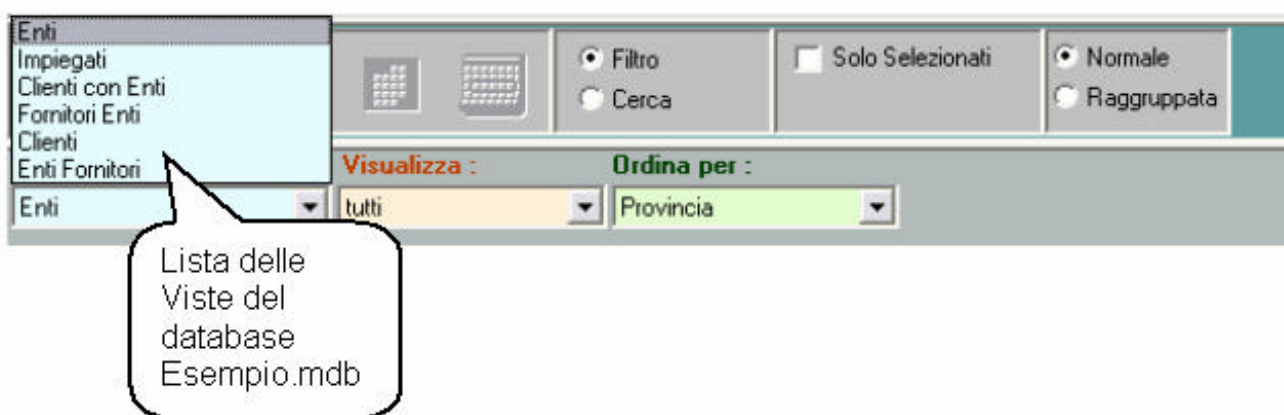 Enti
Impiegati
Clienti con Enti
Fornitori Enti
Clienti
Enti Fornitori
Filtro
Cerca
Solo Selezionati
Normale
Raggruppata
Visualizza :
Ordina per :
Enti
tutti
Provincia
Lista delle
Viste del
database
Esempio.mdb